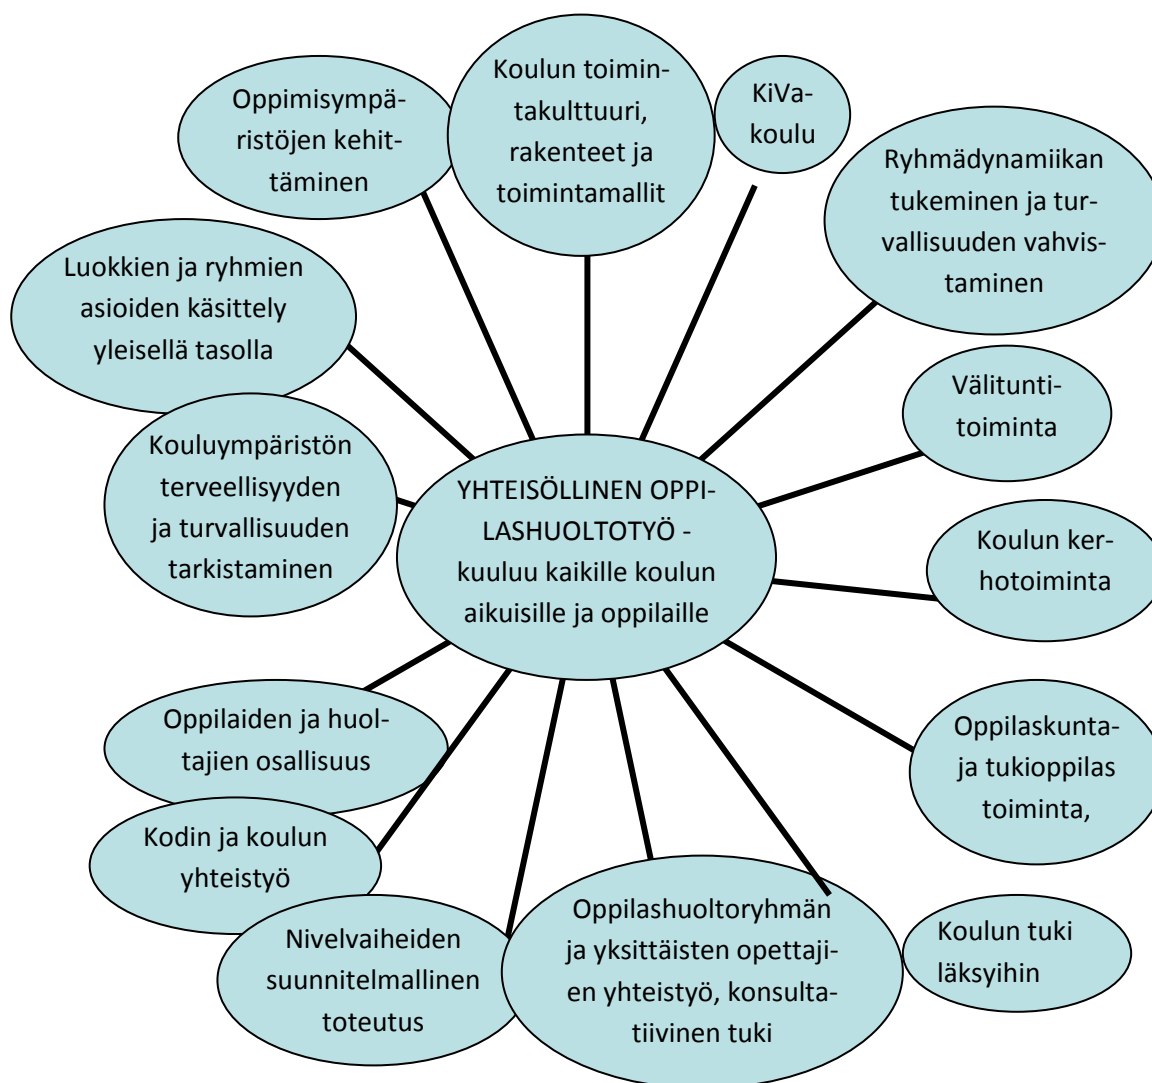 Oppimisympä-
ristöjen kehit-
täminen
Koulun toimin-
takulttuuri,
rakenteet ja
toimintamallit
KiVa-
koulu
Ryhmädynamiikan
tukeminen ja tur-
vallisuuden vahvis-
taminen
Luokkien ja ryhmien
asioiden käsittely
yleisellä tasolla
Välitunti-
toiminta
Kouluympäristön
terveellisyyden
ja turvallisuuden
tarkistaminen
YHTEISÖLLINEN OPPI-
LASHUOLTOTYÖ -
kuuluu kaikille koulun
aikuisille ja oppilaille
Koulun ker-
hotoiminta
Oppilaiden ja huol-
tajien osallisuus
Oppilaskunta-
ja tukioppilas
toiminta,
Kodin ja koulun
yhteistyö
Nivelvaiheiden
suunnitelmallinen
toteutus
Oppilashuoltoryhmän
ja yksittäisten opettaji-
en yhteistyö, konsulta-
tiivinen tuki
Koulun tuki
läksyihin